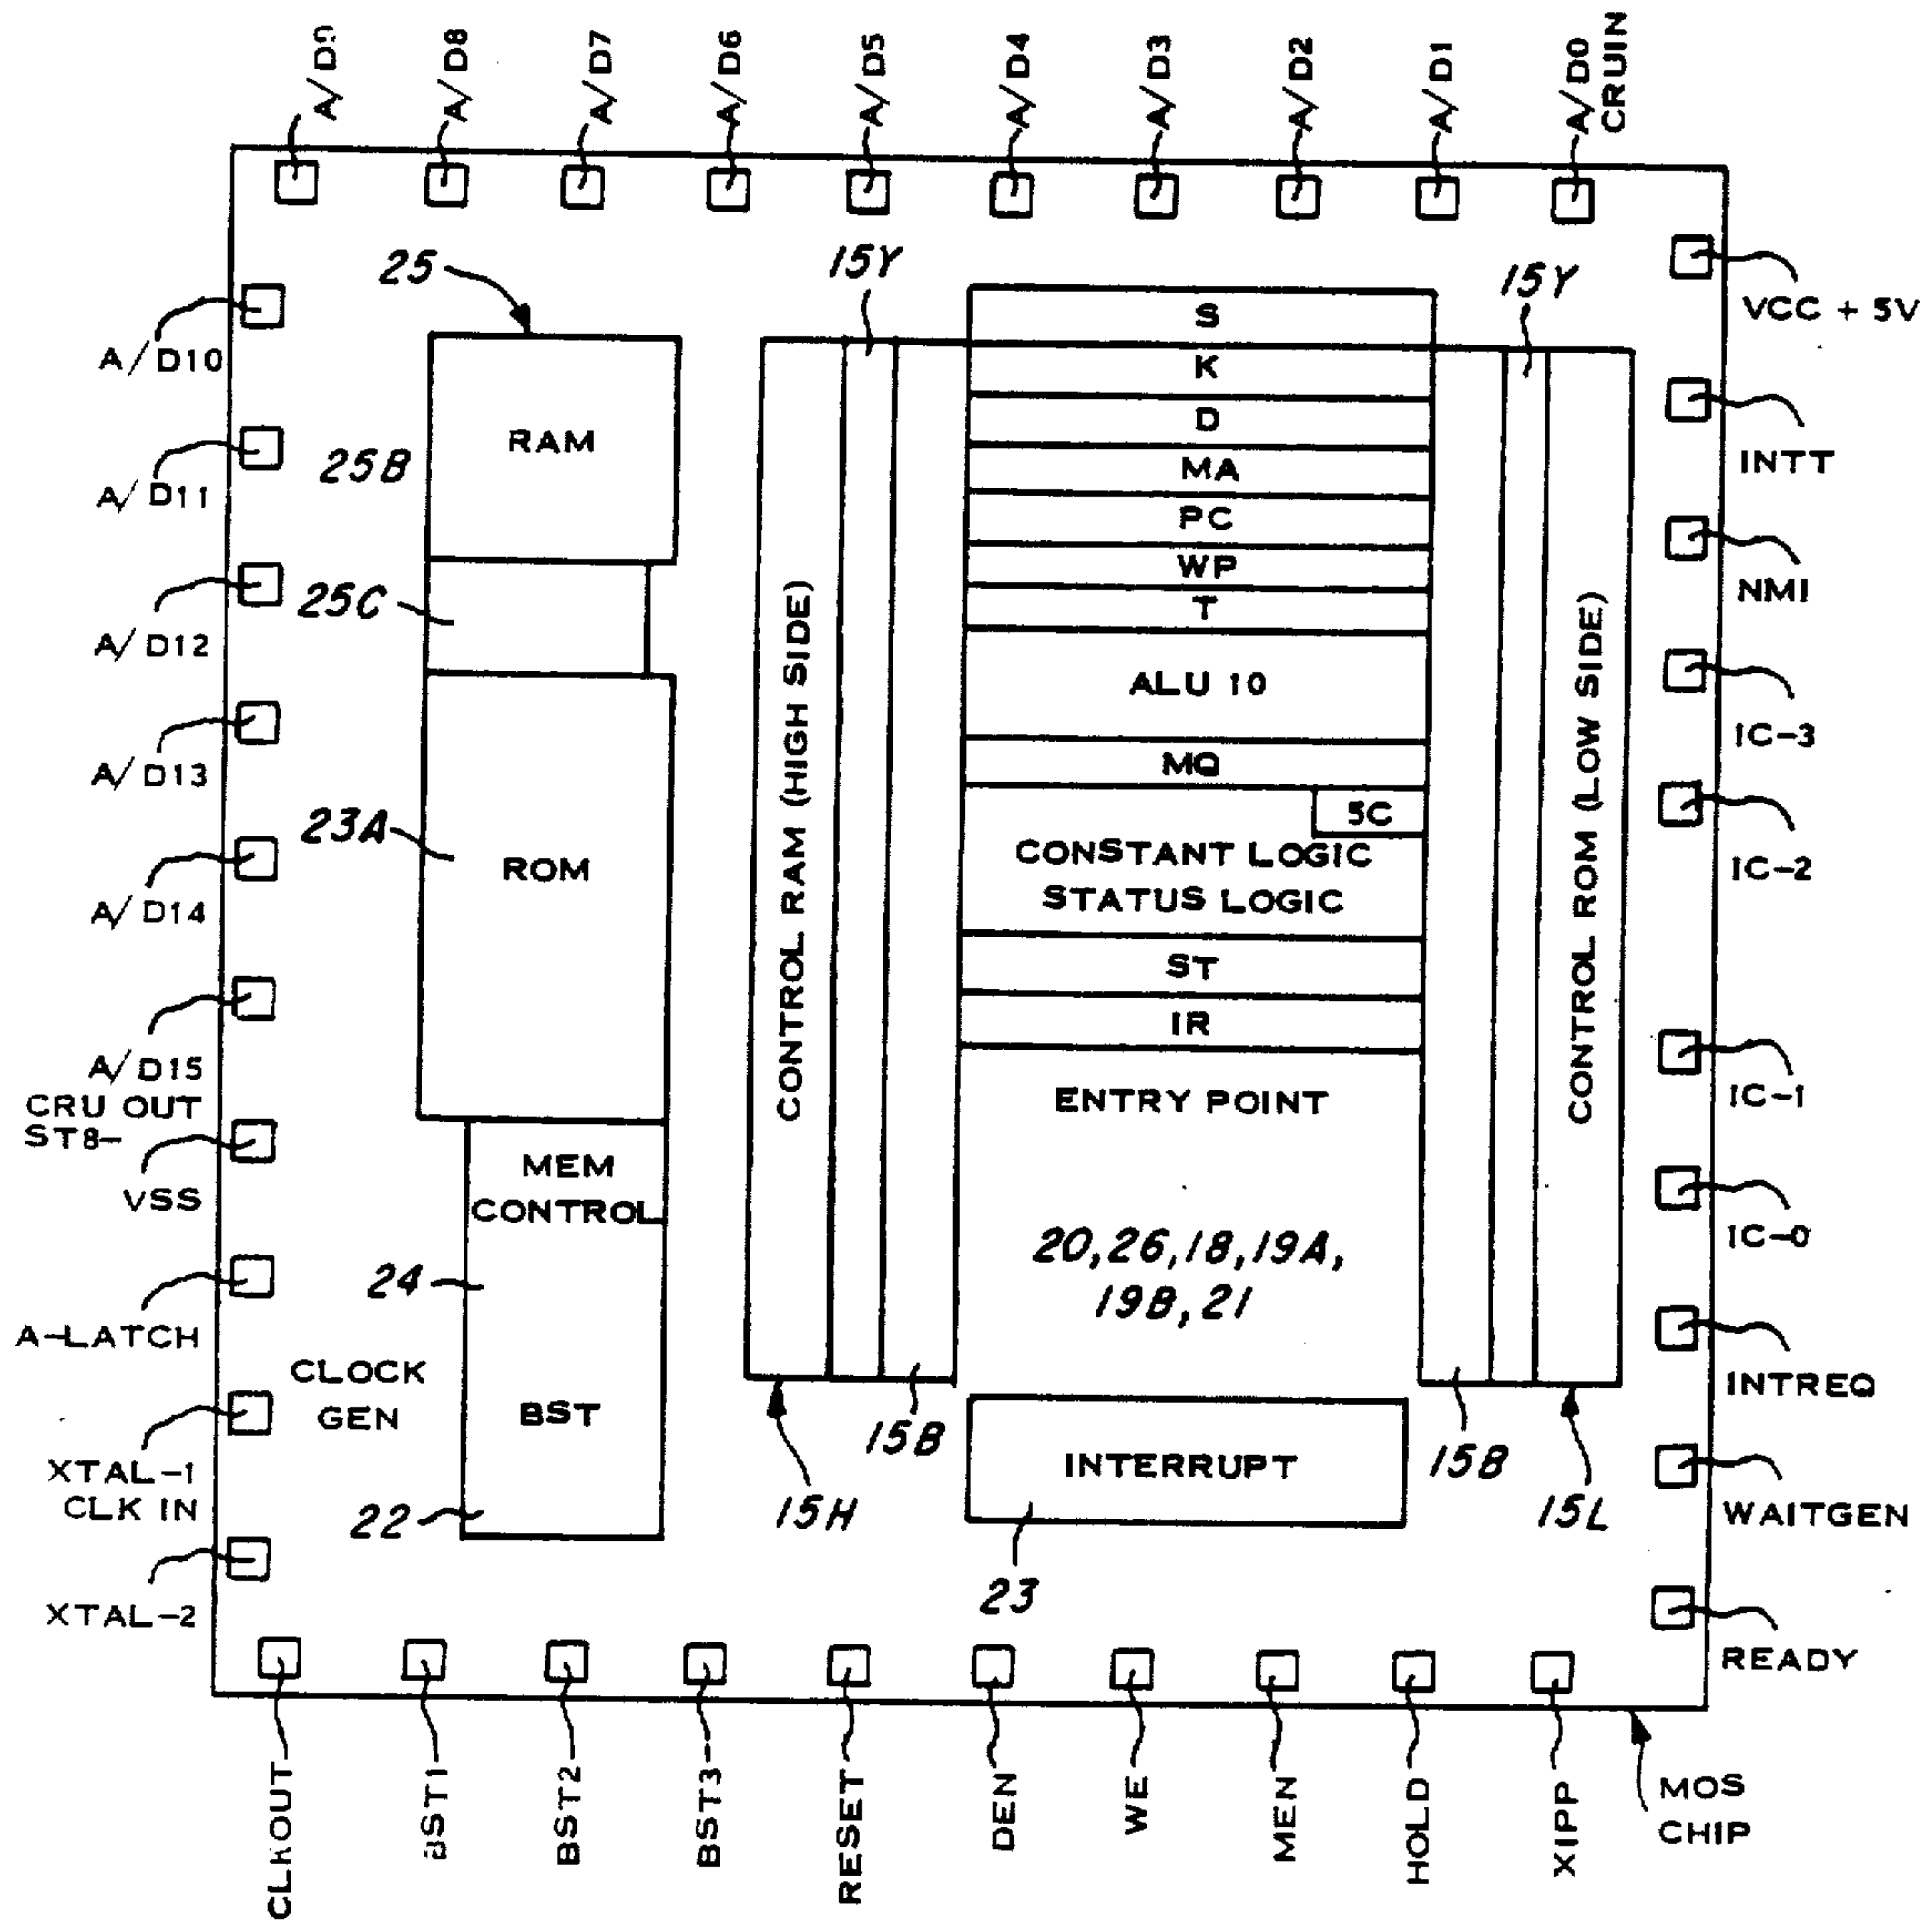 A/D9
A/D8
A/D7
A/D6
A/D5
A/D4
A/D3
A/D2
A/D1
A/D0
CRUIN
VCC + 5V
INTT
NMI
IC-3
IC-2
IC-1
IC-0
INTREQ
WAITGEN
READY
A/D10
A/D11
A/D12
A/D13
A/D14
A/D15
CRU OUT
ST8-
VSS
A-LATCH
XTAL-1
CLK IN
XTAL-2
25
RAM
25B
25C
23A
ROM
MEM
CONTROL
24
CLOCK
GEN
BST
22
15Y
CONTROL RAM (HIGH SIDE)
15H
15B
S
K
D
MA
PC
WP
T
ALU 10
MQ
5C
CONSTANT LOGIC
STATUS LOGIC
ST
IR
ENTRY POINT
20,26,18,19A,
19B,21
INTERRUPT
23
15Y
CONTROL ROM (LOW SIDE)
15B
15L
CLKOUT
BST1
BST2
BST3
RESET
DEN
WE
MEN
HOLD
XIPP
MOS
CHIP